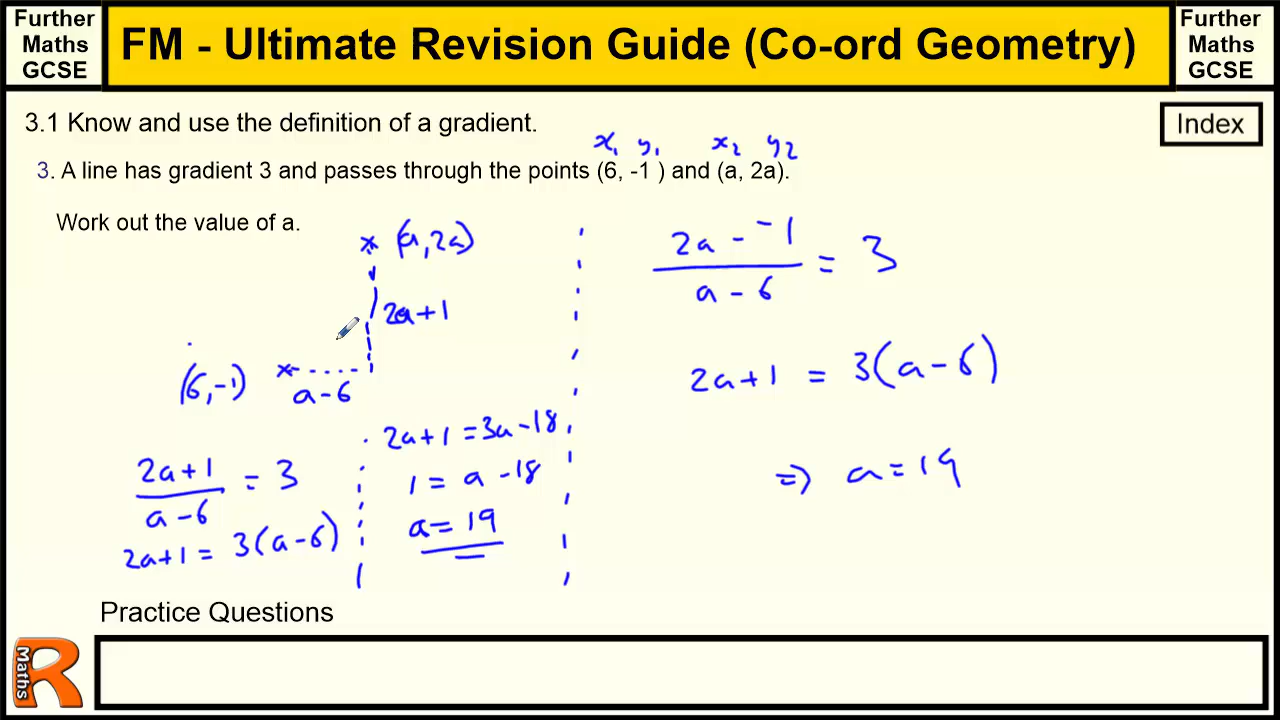 Further
Maths
GCSE
FM - Ultimate Revision Guide (Co-ord Geometry)
Further
Maths
GCSE
3.1 Know and use the definition of a gradient.
Index
x₁ y₁ x₂ y₂
3. A line has gradient 3 and passes through the points (6, -1 ) and (a, 2a).
Work out the value of a.
(a, 2a)
2a+1
(6, -1)
a-6
2a+1
a-6
= 3
2a+1 = 3(a-6)
2a+1 = 3a-18
1 = a -18
a = 19
2a - ⁻1
a - 6
= 3
2a+1 = 3(a-6)
=> a = 19
Practice Questions
R
Maths